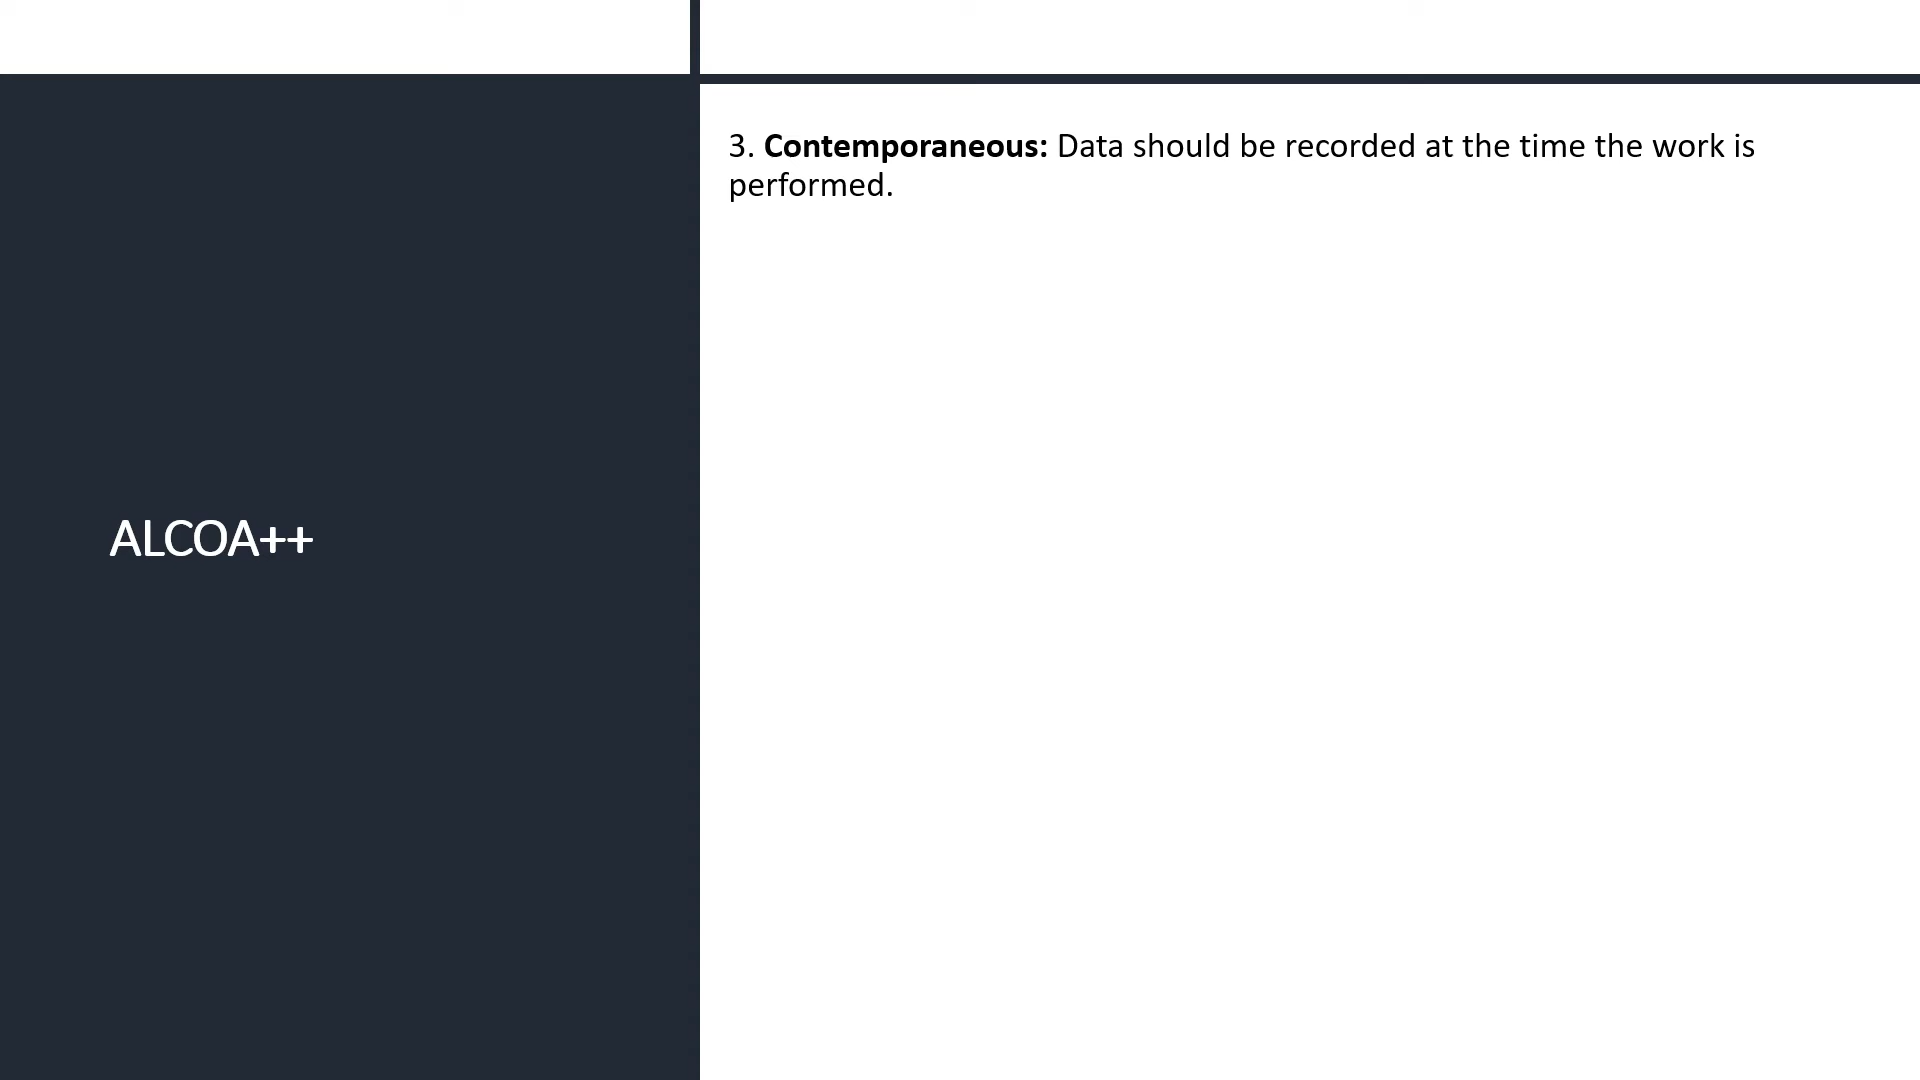 3. Contemporaneous: Data should be recorded at the time the work is
performed.
ALCOA++